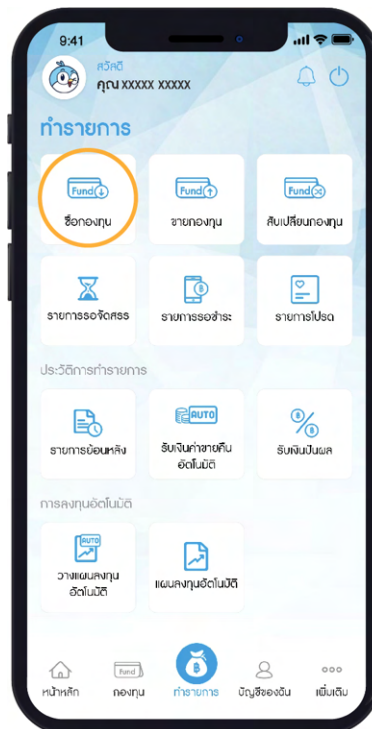 9:41
สวัสดี
คุณ xxxxx xxxxx
ทำรายการ
Fund
Fund
Fund
ซื้อกองทุน
ขายกองทุน
สับเปลี่ยนกองทุน
รายการรอจัดสรร
รายการรอชำระ
รายการโปรด
ประวัติการทำรายการ
AUTO
รายการย้อนหลัง
รับเงินค่าขายคืน
อัตโนมัติ
รับเงินปันผล
การลงทุนอัตโนมัติ
AUTO
วางแผนลงทุน
อัตโนมัติ
แผนลงทุนอัตโนมัติ
Fund
หน้าหลัก
กองทุน
ทำรายการ
บัญชีของฉัน
เพิ่มเติม